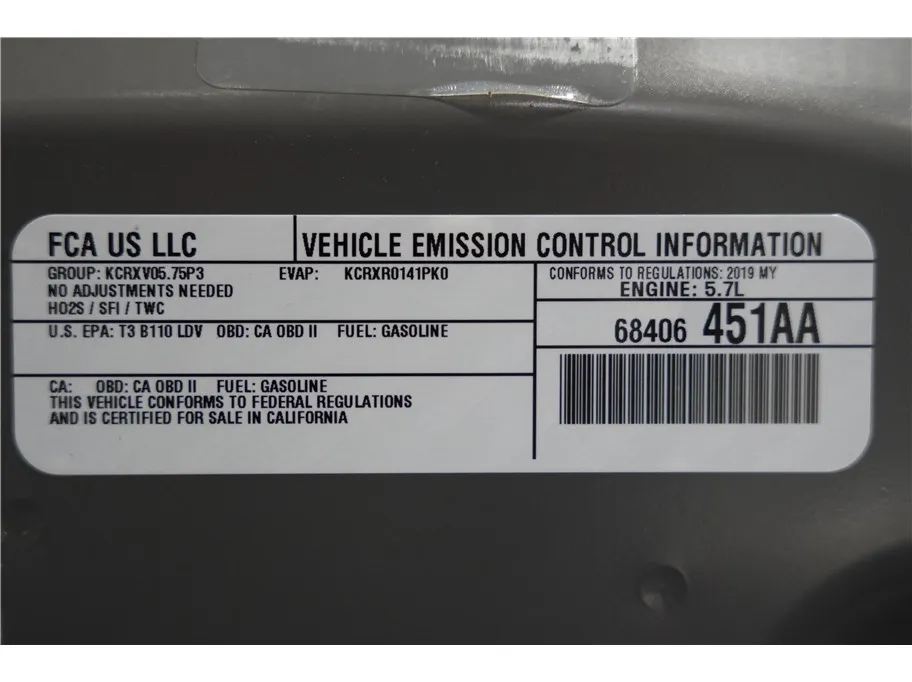 FCA US LLC
VEHICLE EMISSION CONTROL INFORMATION
GROUP: KCRXV05.75P3 EVAP: KCRXR0141PK0
NO ADJUSTMENTS NEEDED
HO2S / SFI / TWC
U.S. EPA: T3 B110 LDV OBD: CA OBD II FUEL: GASOLINE
CA: OBD: CA OBD II FUEL: GASOLINE
THIS VEHICLE CONFORMS TO FEDERAL REGULATIONS
AND IS CERTIFIED FOR SALE IN CALIFORNIA
CONFORMS TO REGULATIONS: 2019 MY
ENGINE: 5.7L
68406 451AA